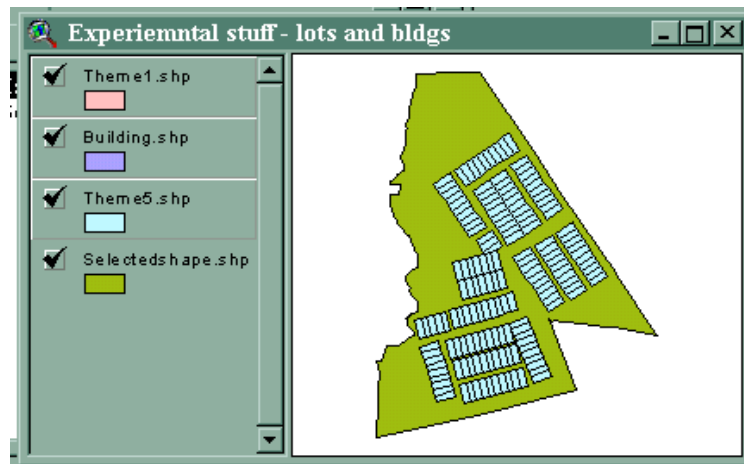 Experiemntal stuff - lots and bldgs
Theme1.shp
Building.shp
Theme5.shp
Selectedshape.shp